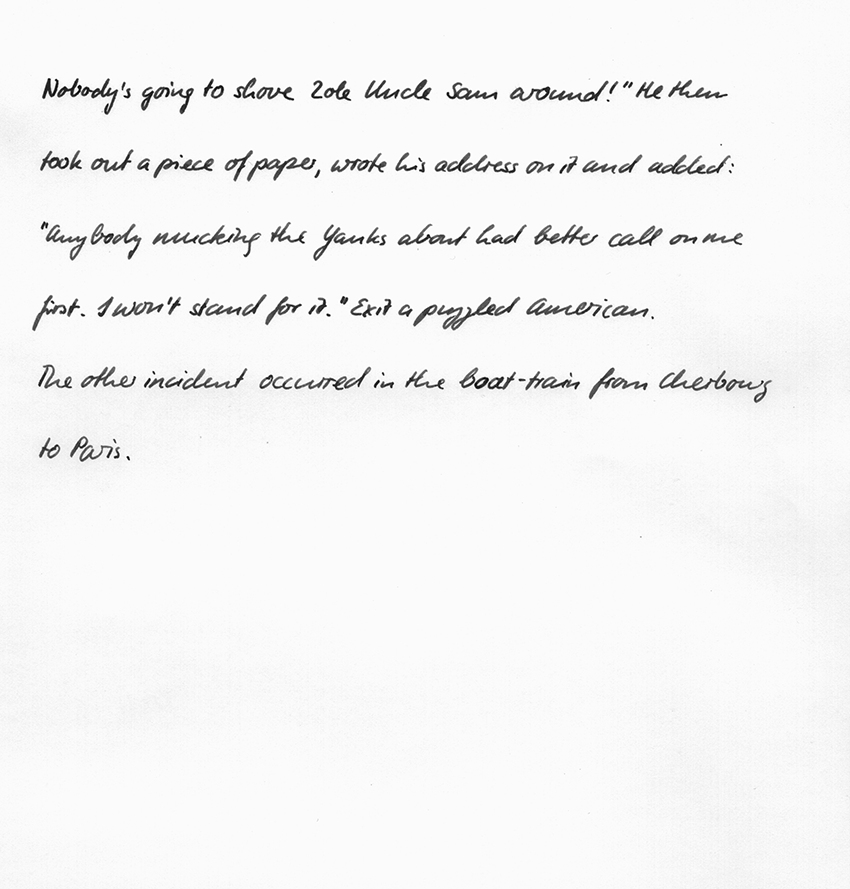 Nobody's going to shove 2ole Uncle Sam around!" He then
took out a piece of paper, wrote his address on it and added:
"Anybody mucking the Yanks about had better call on me
first. I won't stand for it." Exit a puzzled American.
The other incident occurred in the boat-train from Cherbourg
to Paris.